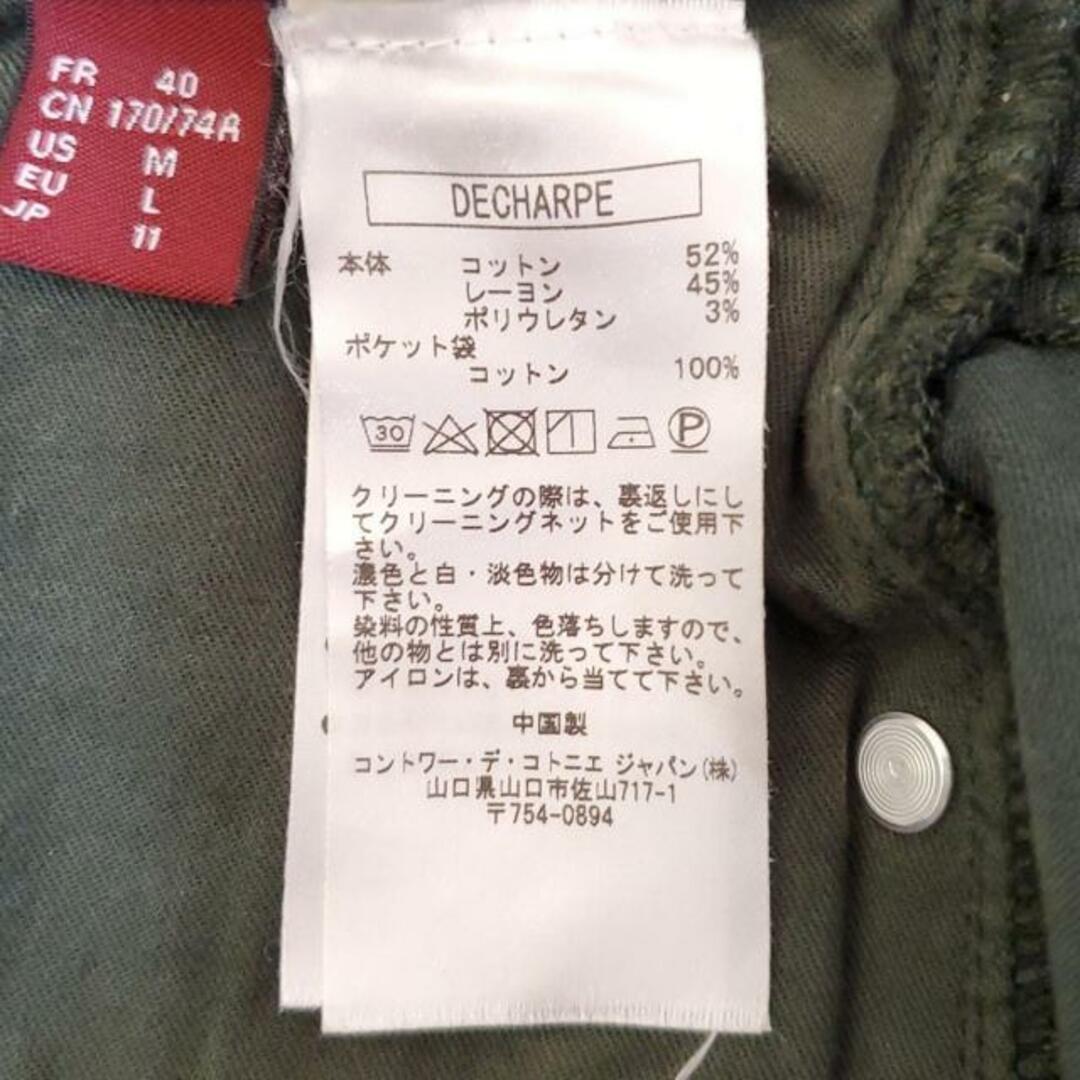 FR 40
CN 170/74A
US M
EU L
JP 11
DECHARPE
本体 コットン 52%
レーヨン 45%
ポリウレタン 3%
ポケット袋
コットン 100%
30 P
クリーニングの際は、裏返しにし
てクリーニングネットをご使用下
さい。
濃色と白・淡色物は分けて洗って
下さい。
染料の性質上、色落ちしますので、
他の物とは別に洗って下さい。
アイロンは、裏から当てて下さい。
中国製
コントワー・デ・コトニエ ジャパン(株)
山口県山口市佐山717-1
〒754-0894